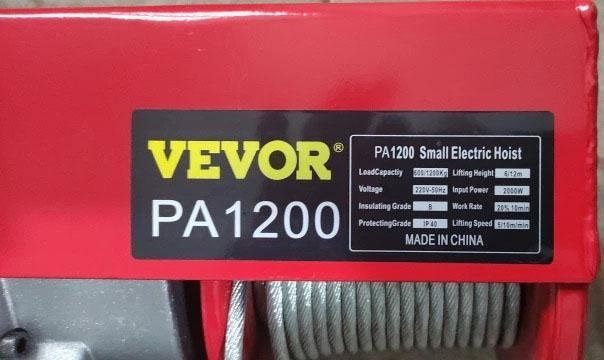 VEVOR®
PA1200
PA1200 Small Electric Hoist
LoadCapactiy 600/1200Kg Lifting Height 6/12m
Voltage 220V-50Hz Input Power 2000W
Insulating Grade B Work Rate 20% 10min
ProtectingGrade IP 40 Lifting Speed 5/10m/min
MADE IN CHINA